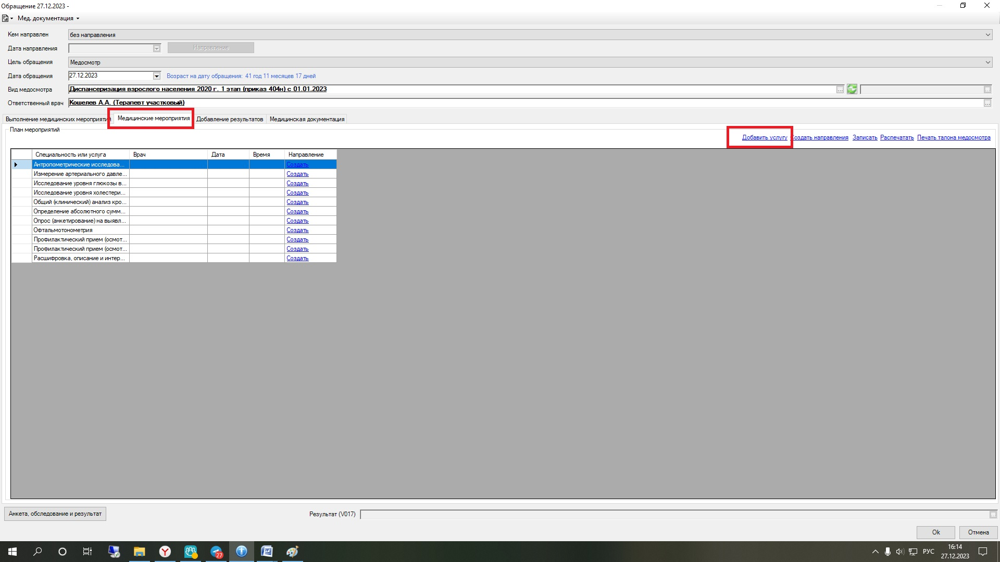 Обращение 27.12.2023 -
Мед. документация
Кем направлен без направления
Дата направления Направление
Цель обращения Медосмотр
Дата обращения 27.12.2023 Возраст на дату обращения: 41 год 11 месяцев 17 дней
Вид медосмотра Диспансеризация взрослого населения 2020 г. 1 этап (приказ 404н) с 01.01.2023 ...
Ответственный врач Кошелев А.А. (Терапевт участковый) ...
Выполнение медицинских мероприятий Медицинские мероприятия Добавление результатов Медицинская документация
План мероприятий
Добавить услугу Создать направления Записать Распечатать Печать талона медосмотра
Специальность или услуга Врач Дата Время Направление
Антропометрические исследова... Создать
Измерение артериального давле... Создать
Исследование уровня глюкозы в... Создать
Исследование уровня холестери... Создать
Общий (клинический) анализ кро... Создать
Определение абсолютного сумм... Создать
Опрос (анкетирование) на выявл... Создать
Офтальмотонометрия Создать
Профилактический прием (осмот... Создать
Профилактический прием (осмот... Создать
Расшифровка, описание и интер... Создать
Анкета, обследование и результат Результат (V017)
Ok Отмена
27
РУС 16:14
27.12.2023